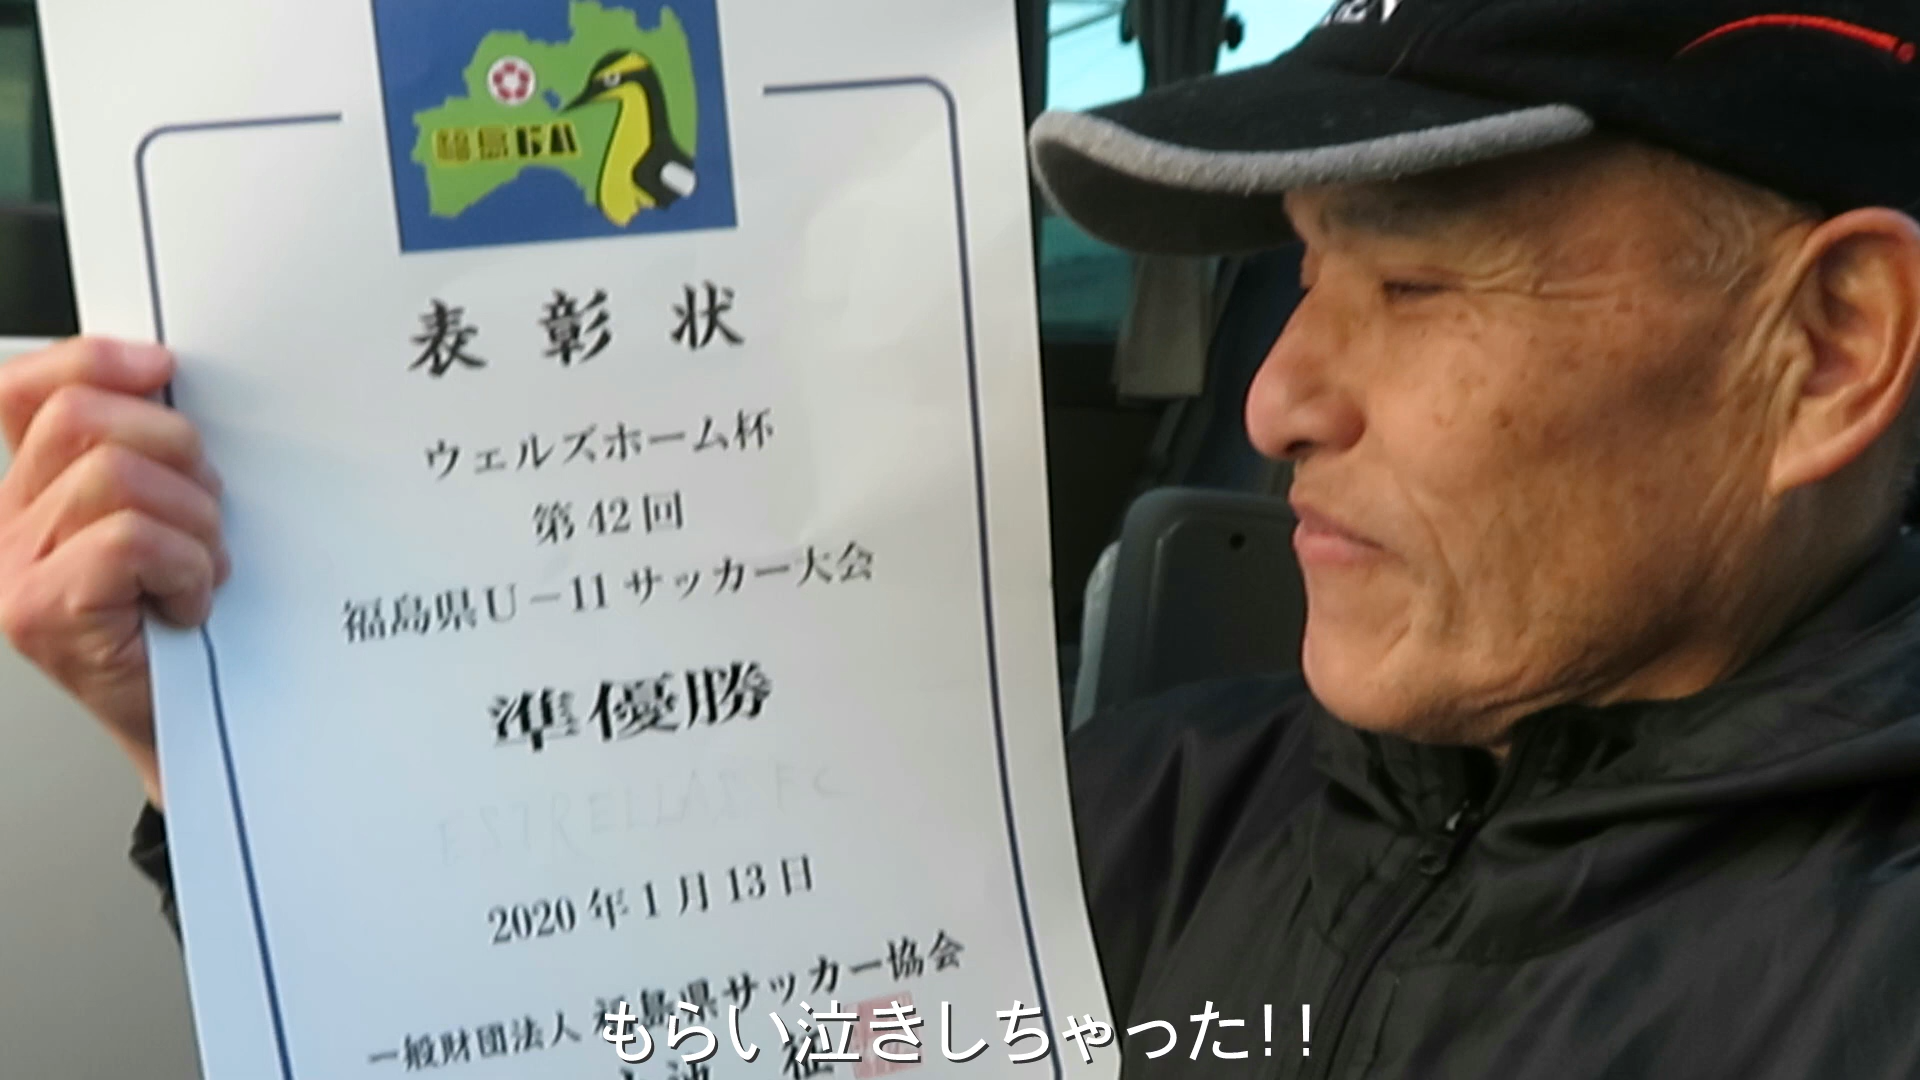 福島FA
表彰状
ウェルズホーム杯
第42回
福島県U－11サッカー大会
準優勝
ESTRELLAS FC
2020年1月13日
一般財団法人 福島県サッカー協会
もらい泣きしちゃった!!